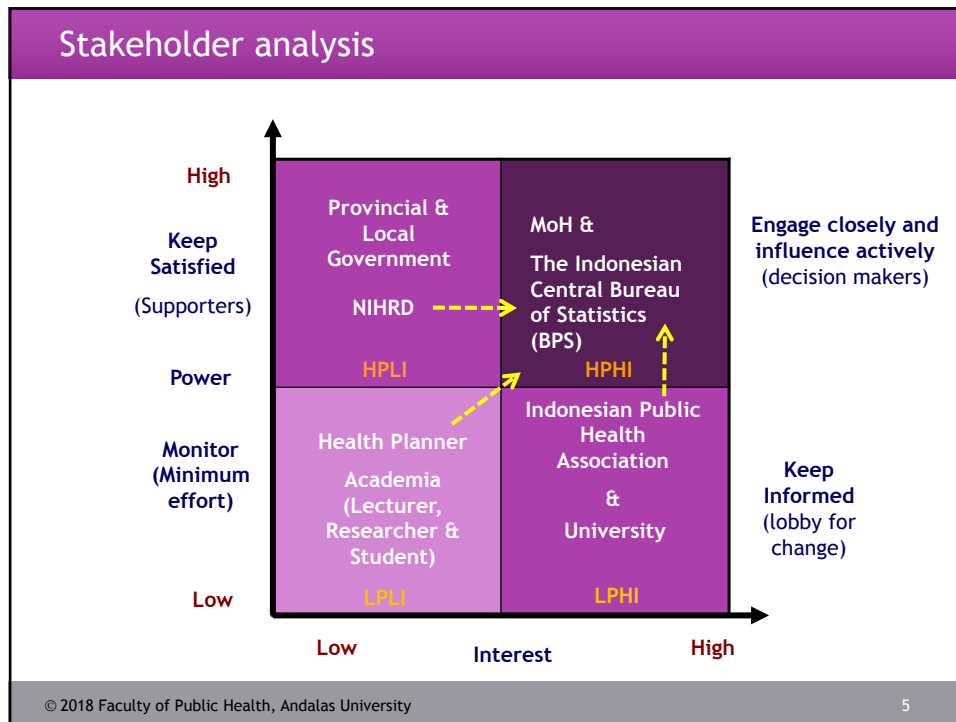 Stakeholder analysis
High
Keep
Satisfied
(Supporters)
Power
Monitor
(Minimum
effort)
Low
Provincial &
Local
Government
NIHRD
HPLI
MoH &
The Indonesian
Central Bureau
of Statistics
(BPS)
HPHI
Engage closely and
influence actively
(decision makers)
Health Planner
Academia
(Lecturer,
Researcher &
Student)
LPLI
Indonesian Public
Health
Association
&
University
LPHI
Keep
Informed
(lobby for
change)
Low
Interest
High
© 2018 Faculty of Public Health, Andalas University
5